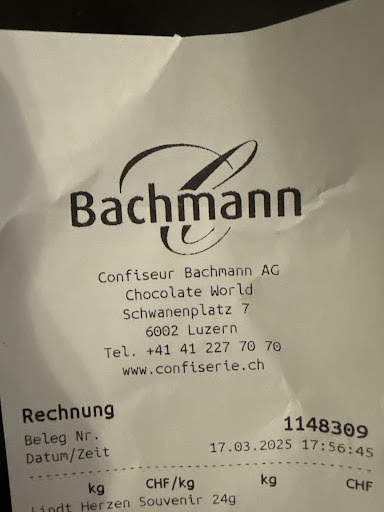 Bachmann
Confiseur Bachmann AG
Chocolate World
Schwanenplatz 7
6002 Luzern
Tel. +41 41 227 70 70
www.confiserie.ch
Rechnung 1148309
Beleg Nr. 17.03.2025 17:56:45
Datum/Zeit
kg CHF/kg kg CHF
Lindt Herzen Souvenir 24g